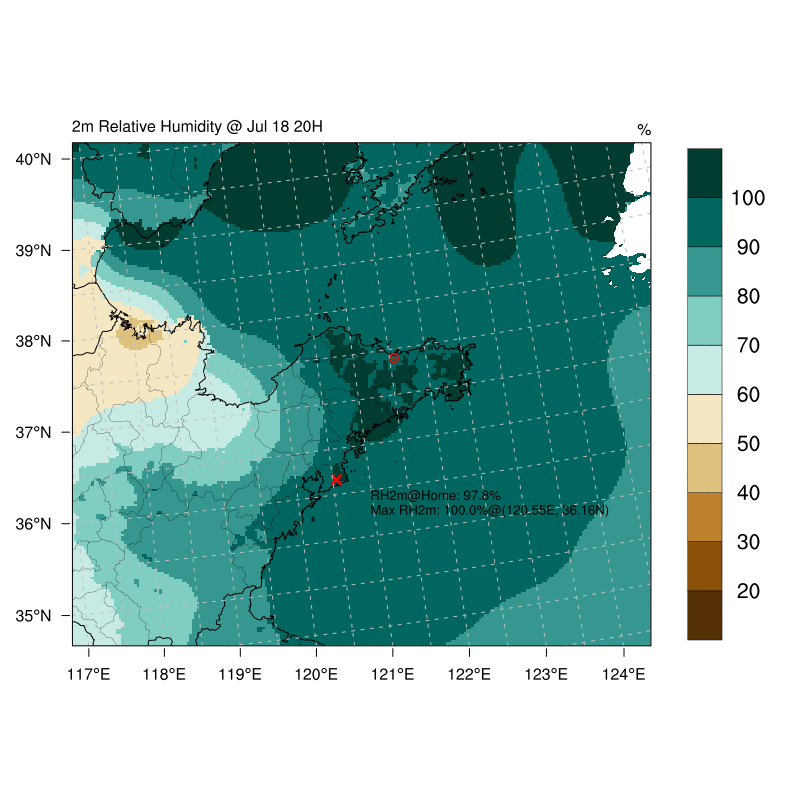 2m Relative Humidity @ Jul 18 20H
%
40°N
39°N
38°N
37°N
36°N
35°N
117°E
118°E
119°E
120°E
121°E
122°E
123°E
124°E
RH2m@Home: 97.8%
Max RH2m: 100.0%@(120.55E, 36.16N)
100
90
80
70
60
50
40
30
20